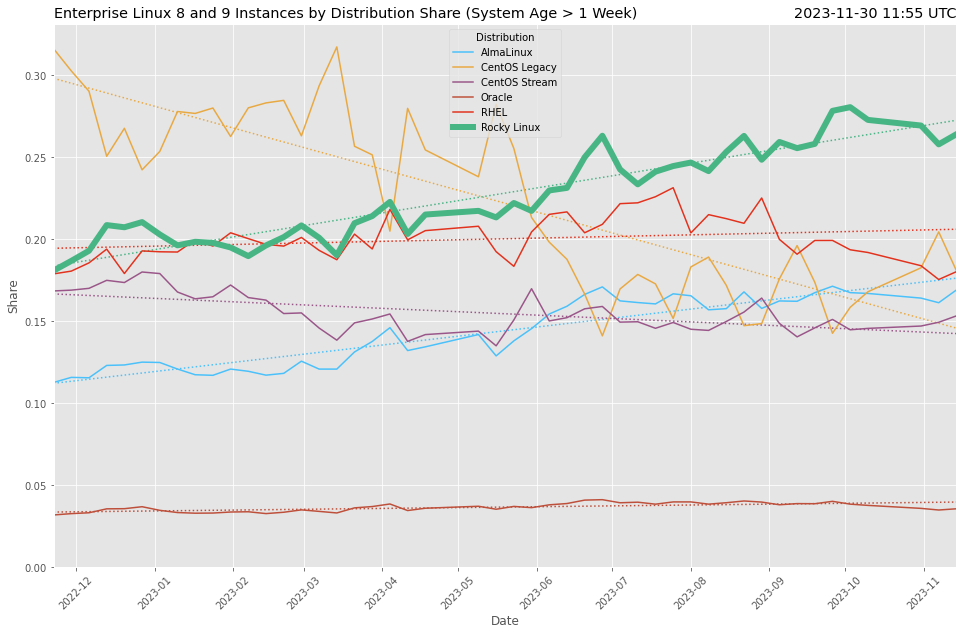 Enterprise Linux 8 and 9 Instances by Distribution Share (System Age > 1 Week)
2023-11-30 11:55 UTC
Distribution
AlmaLinux
CentOS Legacy
CentOS Stream
Oracle
RHEL
Rocky Linux
0.30
0.25
0.20
0.15
0.10
0.05
0.00
Share
2022-12
2023-01
2023-02
2023-03
2023-04
2023-05
2023-06
2023-07
2023-08
2023-09
2023-10
2023-11
Date